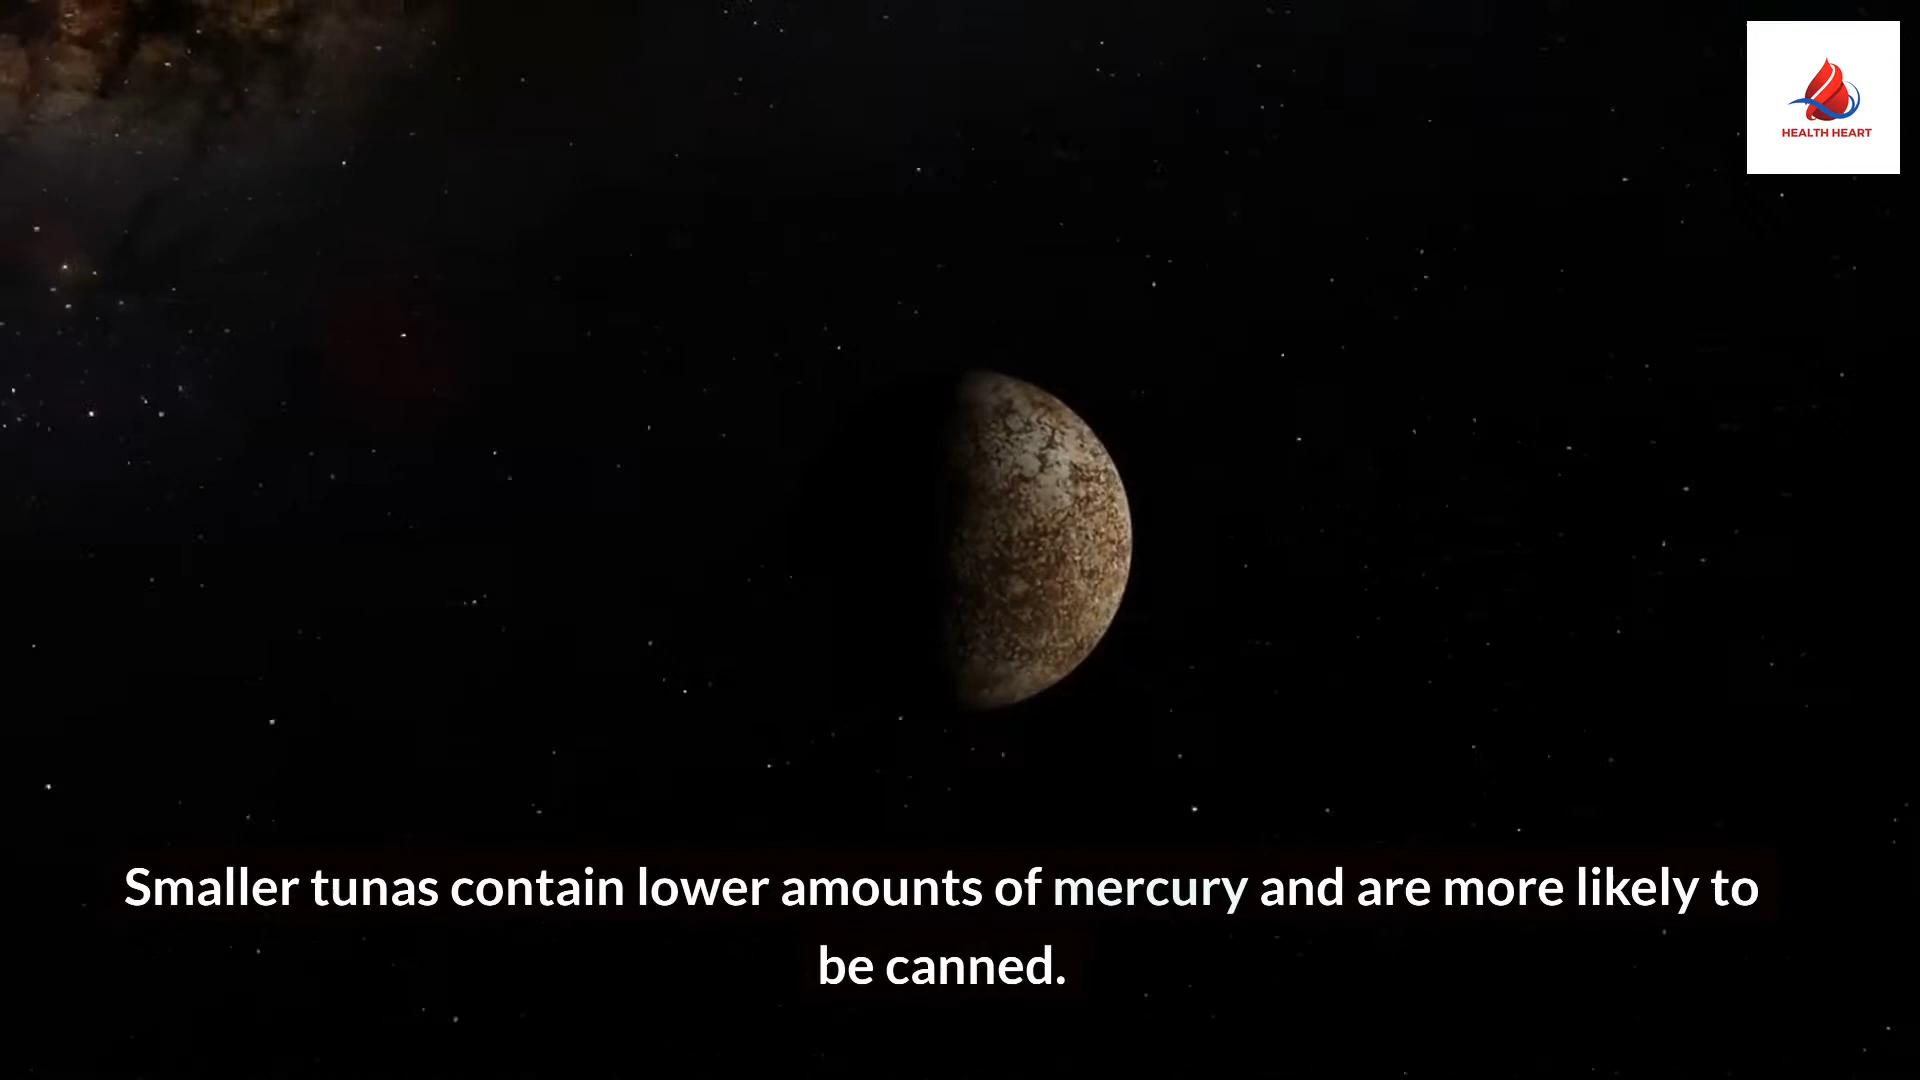 HEALTH HEART
Smaller tunas contain lower amounts of mercury and are more likely to
be canned.